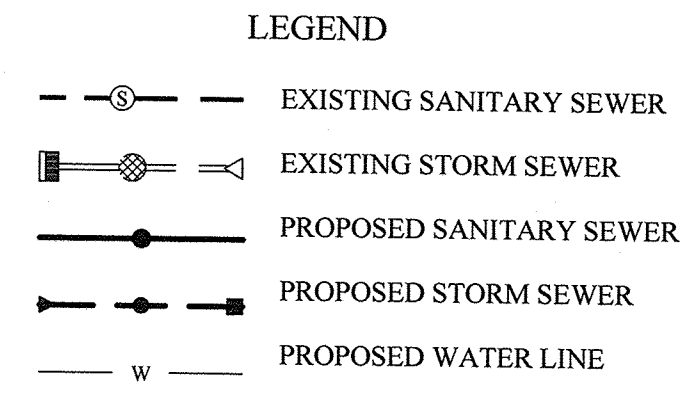 LEGEND
S EXISTING SANITARY SEWER
EXISTING STORM SEWER
PROPOSED SANITARY SEWER
PROPOSED STORM SEWER
W PROPOSED WATER LINE